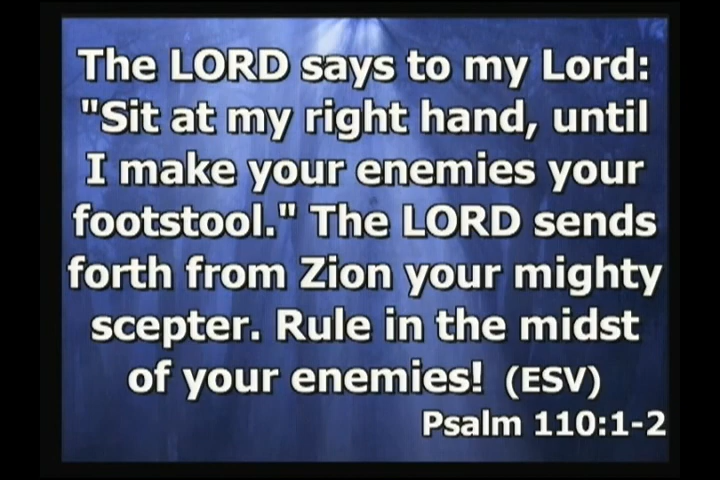 The LORD says to my Lord:
"Sit at my right hand, until
I make your enemies your
footstool." The LORD sends
forth from Zion your mighty
scepter. Rule in the midst
of your enemies! (ESV)
Psalm 110:1-2